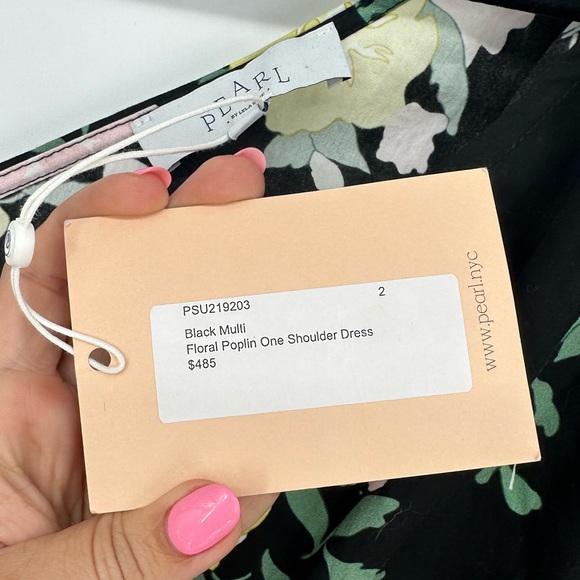 PEARL
PSU219203 2
Black Multi
Floral Poplin One Shoulder Dress
$485
www.pearl.nyc